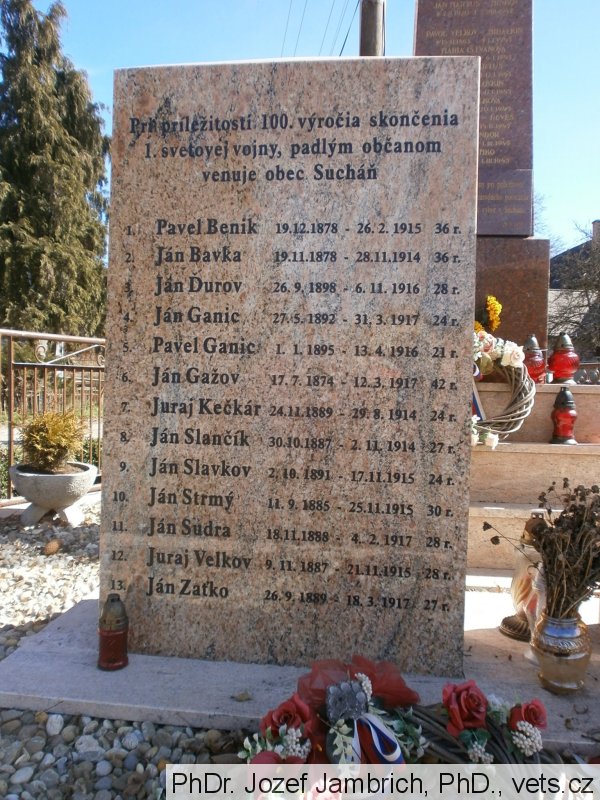 Pri príležitosti 100. výročia skončenia
1. svetovej vojny, padlým občanom
venuje obec Sucháň
1. Pavel Beník 19.12.1878 - 26. 2. 1915 36 r.
2. Ján Bavka 19.11.1878 - 28.11.1914 36 r.
3. Ján Ďurov 26. 9. 1898 - 6. 11. 1916 28 r.
4. Ján Ganic 27. 5. 1892 - 31. 3. 1917 24 r.
5. Pavel Ganic 1. 1. 1895 - 13. 4. 1916 21 r.
6. Ján Gažov 17. 7. 1874 - 12. 3. 1917 42 r.
7. Juraj Kečkár 24.11.1889 - 29. 8. 1914 24 r.
8. Ján Slančík 30.10.1887 - 2. 11. 1914 27 r.
9. Ján Slavkov 2. 10. 1891 - 17.11.1915 24 r.
10. Ján Strmý 11. 9. 1885 - 25.11.1915 30 r.
11. Ján Sudra 18.11.1888 - 4. 2. 1917 28 r.
12. Juraj Velkov 9. 11. 1887 - 21.11.1915 28 r.
13. Ján Zaťko 26. 9. 1889 - 18. 3. 1917 27 r.
PhDr. Jozef Jambrich, PhD., vets.cz